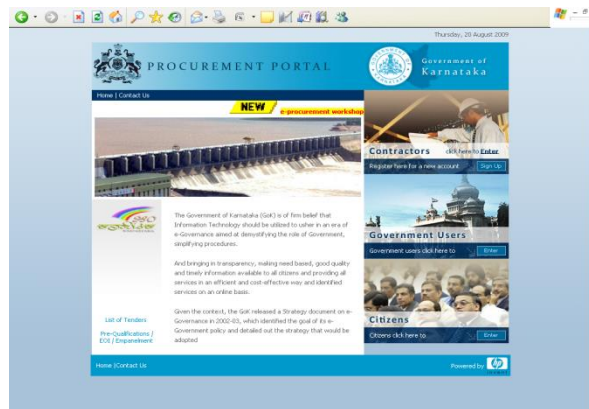 Thursday, 20 August 2009
PROCUREMENT PORTAL
Government of
Karnataka
Home | Contact Us
NEW
e-procurement workshop
Contractors
click here to Enter
Register here for a new account
Sign Up
The Government of Karnataka (GoK) is of firm belief that
Information Technology should be utilized to usher in an era of
e-Governance aimed at demystifying the role of Government,
simplifying procedures.
And bringing in transparency, making need based, good quality
and timely information available to all citizens and providing all
services in an efficient and cost-effective way and identified
services on an online basis.
Given the context, the GoK released a Strategy document on e-
Governance in 2002-03, which identified the goal of its e-
Government policy and detailed out the strategy that would be
adopted
Government Users
Government users click here to
Enter
Citizens
Citizens click here to
Enter
List of Tenders
Pre-Qualifications /
EOI / Empanelment
Home |Contact Us
Powered by
hp